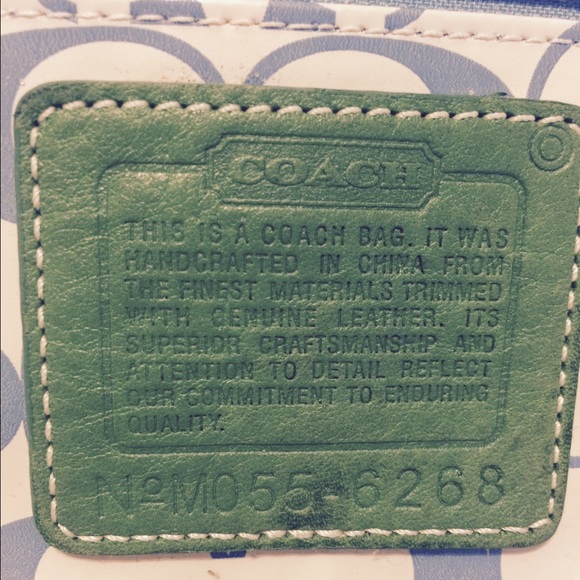 COACH
THIS IS A COACH BAG. IT WAS
HANDCRAFTED IN CHINA FROM
THE FINEST MATERIALS TRIMMED
WITH GENUINE LEATHER. ITS
SUPERIOR CRAFTSMANSHIP AND
ATTENTION TO DETAIL REFLECT
OUR COMMITMENT TO ENDURING
QUALITY.
NºM055-6268